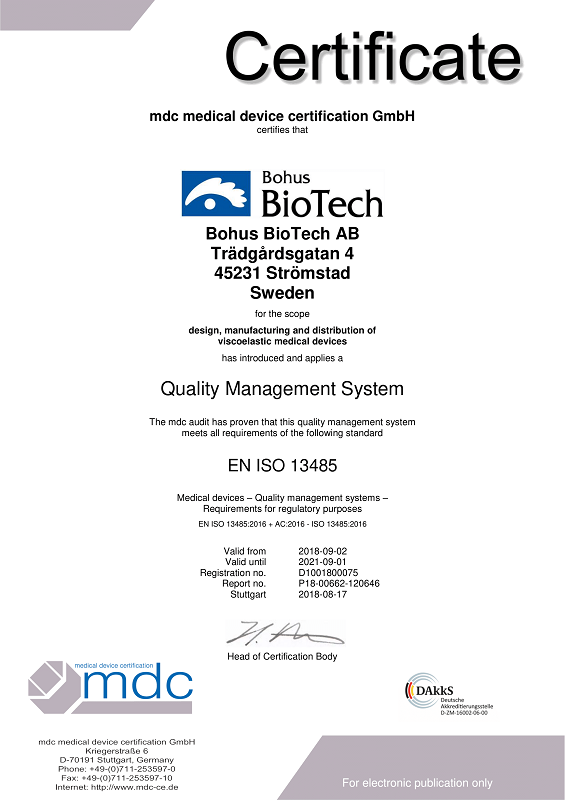 Certificate
mdc medical device certification GmbH
certifies that
Bohus
BioTech
Bohus BioTech AB
Trädgårdsgatan 4
45231 Strömstad
Sweden
for the scope
design, manufacturing and distribution of
viscoelastic medical devices
has introduced and applies a
Quality Management System
The mdc audit has proven that this quality management system
meets all requirements of the following standard
EN ISO 13485
Medical devices – Quality management systems –
Requirements for regulatory purposes
EN ISO 13485:2016 + AC:2016 - ISO 13485:2016
Valid from 2018-09-02
Valid until 2021-09-01
Registration no. D1001800075
Report no. P18-00662-120646
Stuttgart 2018-08-17
Head of Certification Body
medical device certification
mdc
DAkkS
Deutsche
Akkreditierungsstelle
D-ZM-16002-06-00
mdc medical device certification GmbH
Kriegerstraße 6
D-70191 Stuttgart, Germany
Phone: +49-(0)711-253597-0
Fax: +49-(0)711-253597-10
Internet: http://www.mdc-ce.de
For electronic publication only